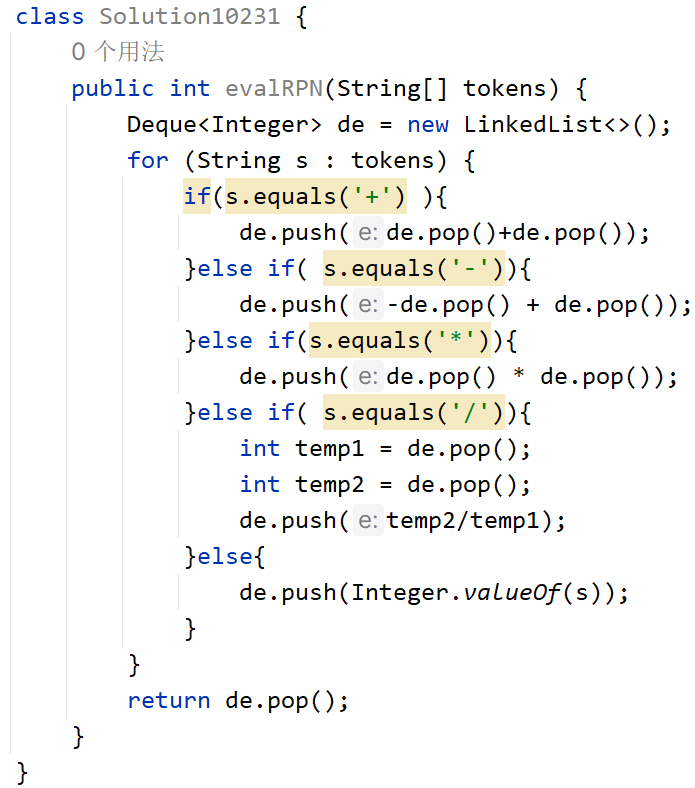 class Solution10231 {
0 个用法
public int evalRPN(String[] tokens) {
Deque<Integer> de = new LinkedList<>();
for (String s : tokens) {
if(s.equals('+') ){
de.push( e: de.pop()+de.pop());
}else if( s.equals('-')){
de.push( e: -de.pop() + de.pop());
}else if(s.equals('*')){
de.push( e: de.pop() * de.pop());
}else if( s.equals('/')){
int temp1 = de.pop();
int temp2 = de.pop();
de.push( e: temp2/temp1);
}else{
de.push(Integer.valueOf(s));
}
}
return de.pop();
}
}